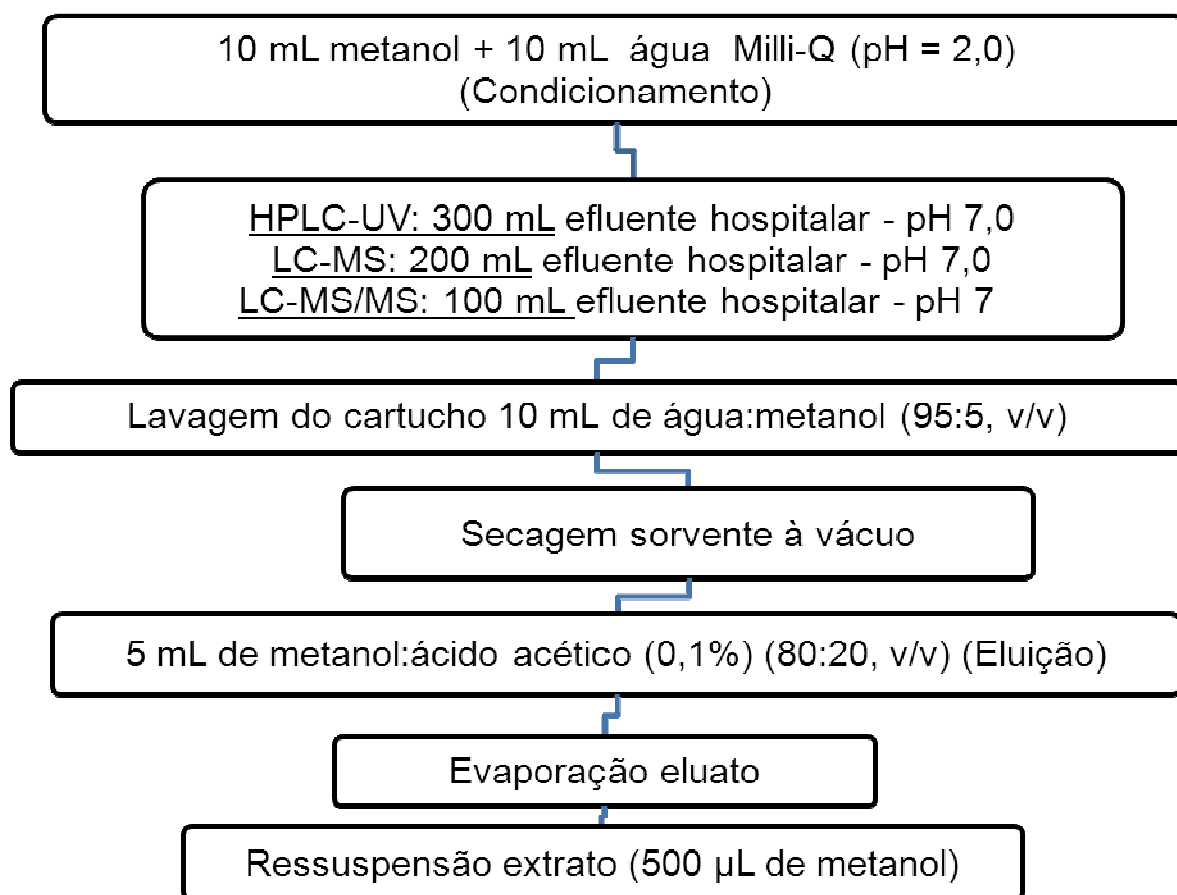 10 mL metanol + 10 mL água Milli-Q (pH = 2,0)
(Condicionamento)
HPLC-UV: 300 mL efluente hospitalar - pH 7,0
LC-MS: 200 mL efluente hospitalar - pH 7,0
LC-MS/MS: 100 mL efluente hospitalar - pH 7
Lavagem do cartucho 10 mL de água:metanol (95:5, v/v)
Secagem sorvente à vácuo
5 mL de metanol:ácido acético (0,1%) (80:20, v/v) (Eluição)
Evaporação eluato
Ressuspensão extrato (500 µL de metanol)